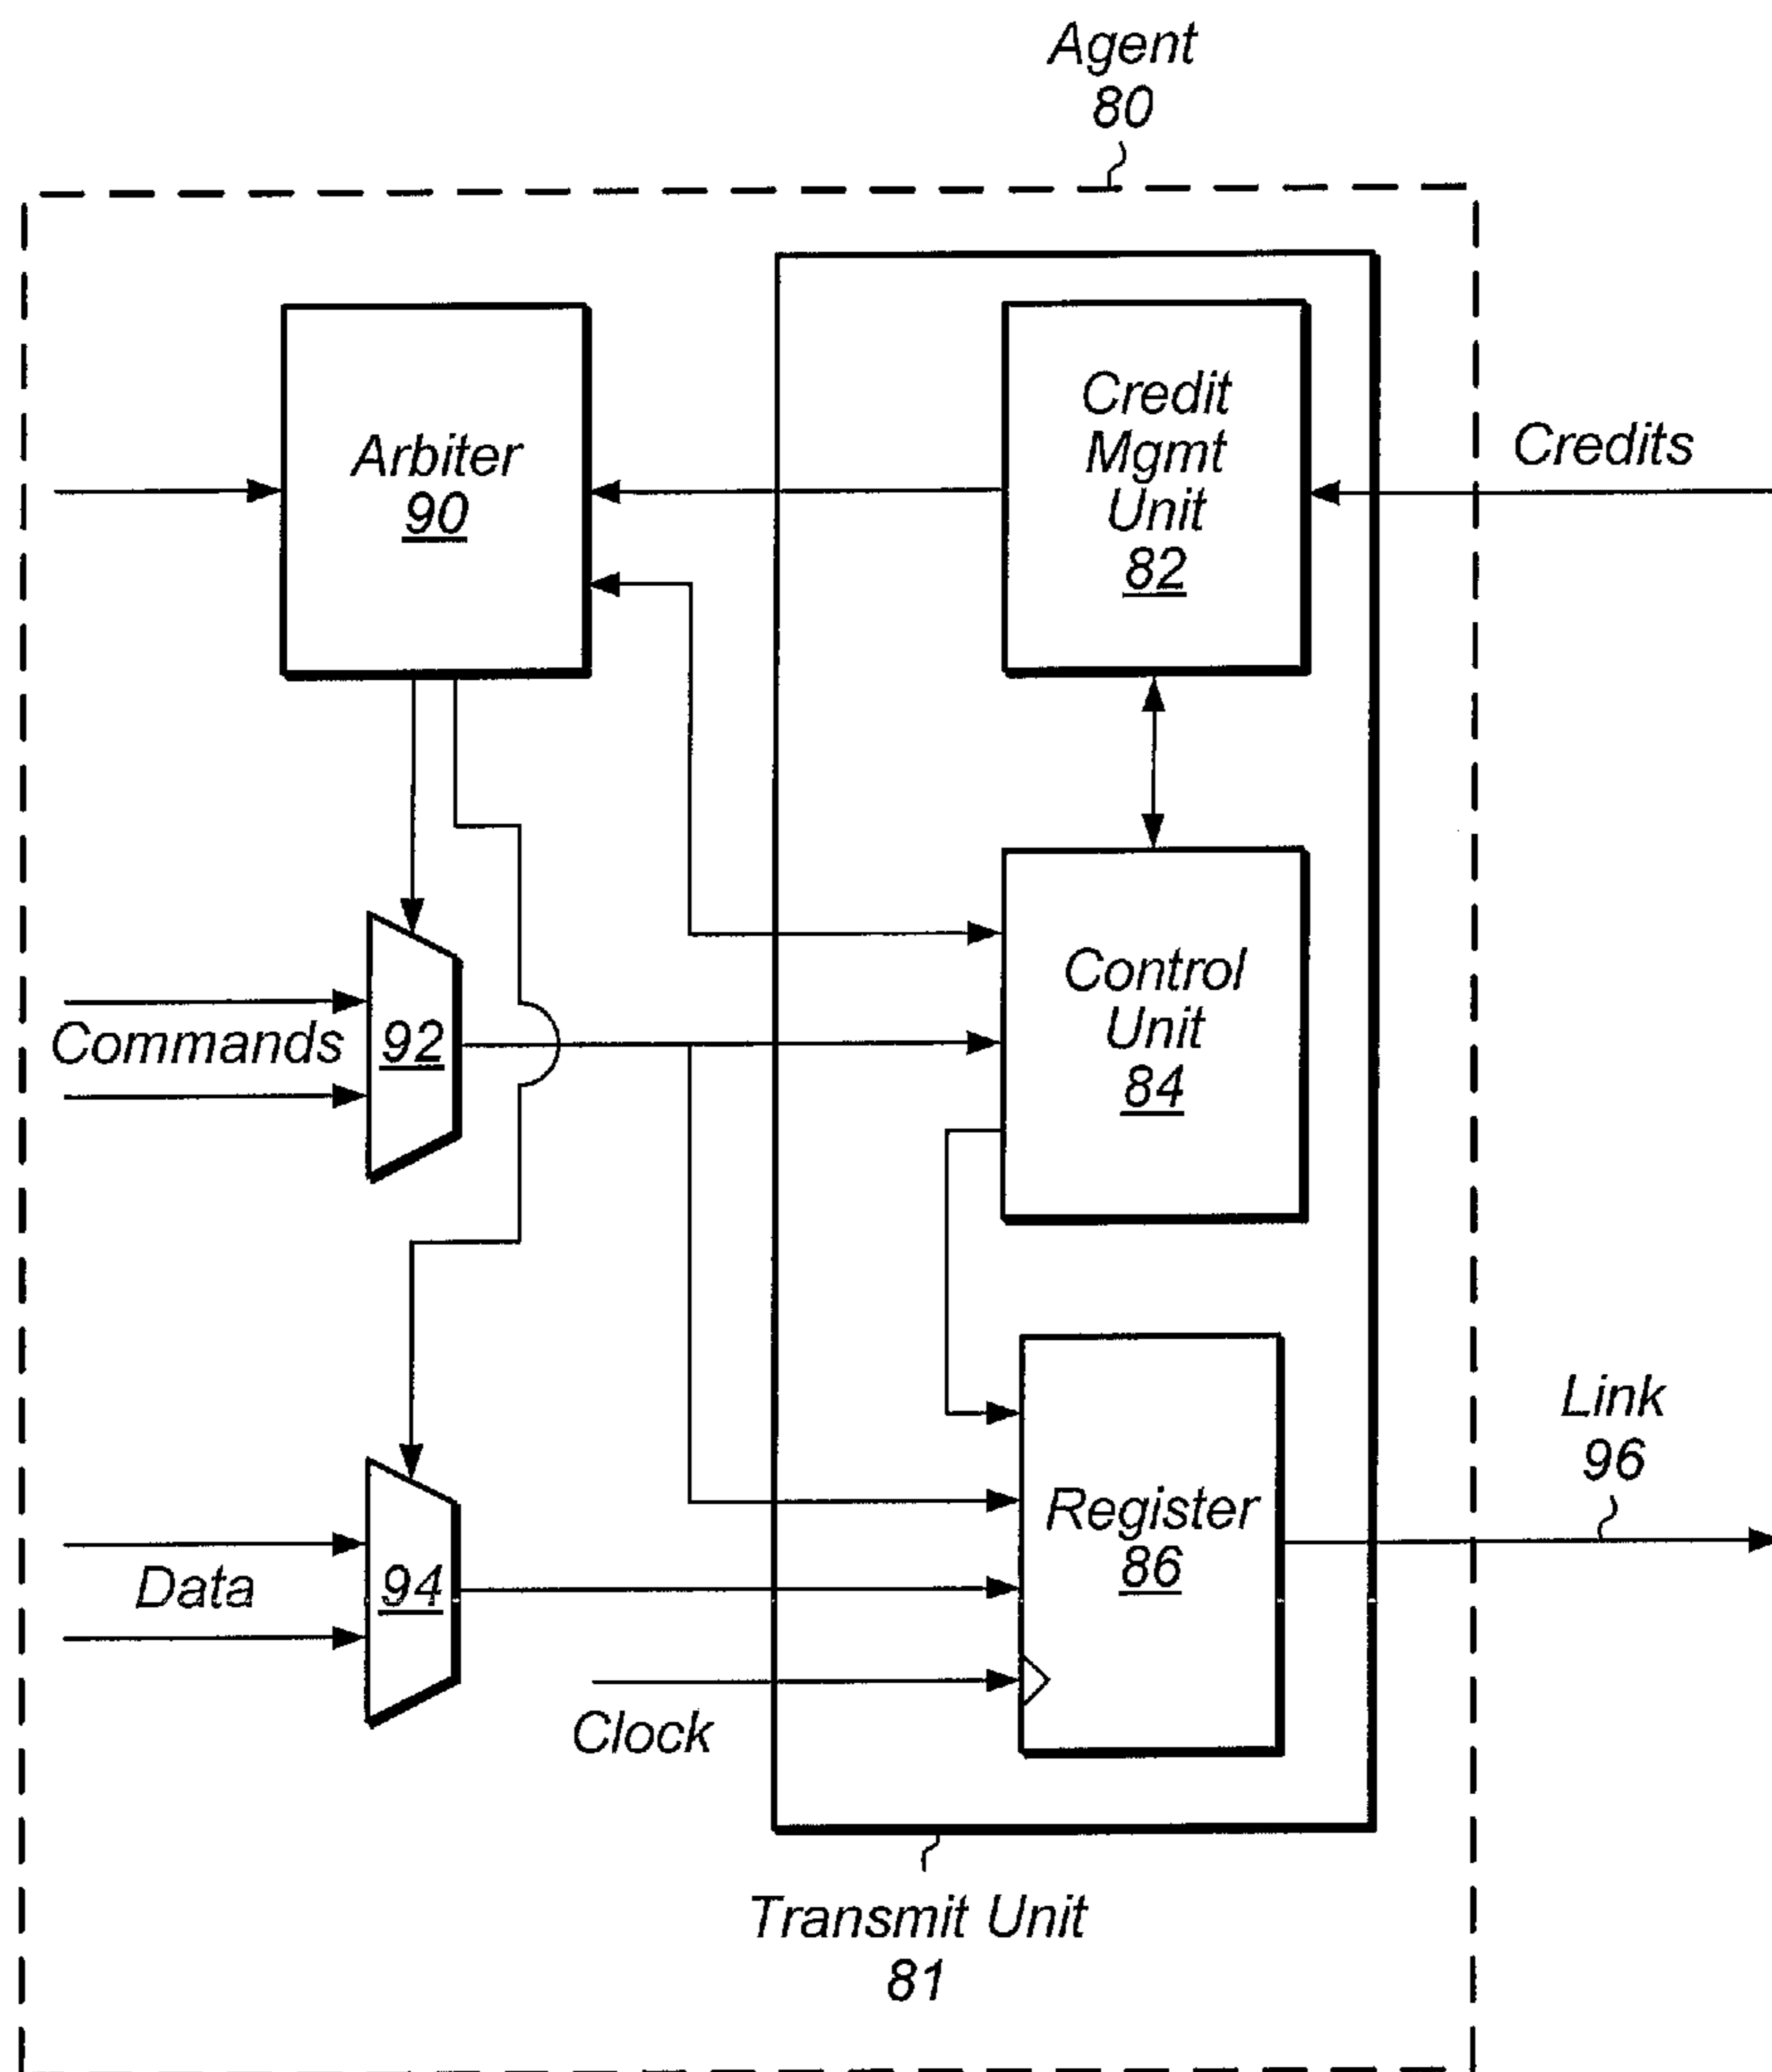 Agent
80
Credit
Mgmt
Unit
82
Credits
Arbiter
90
Control
Unit
84
Commands
92
Link
96
Register
86
Data
94
Clock
Transmit Unit
81